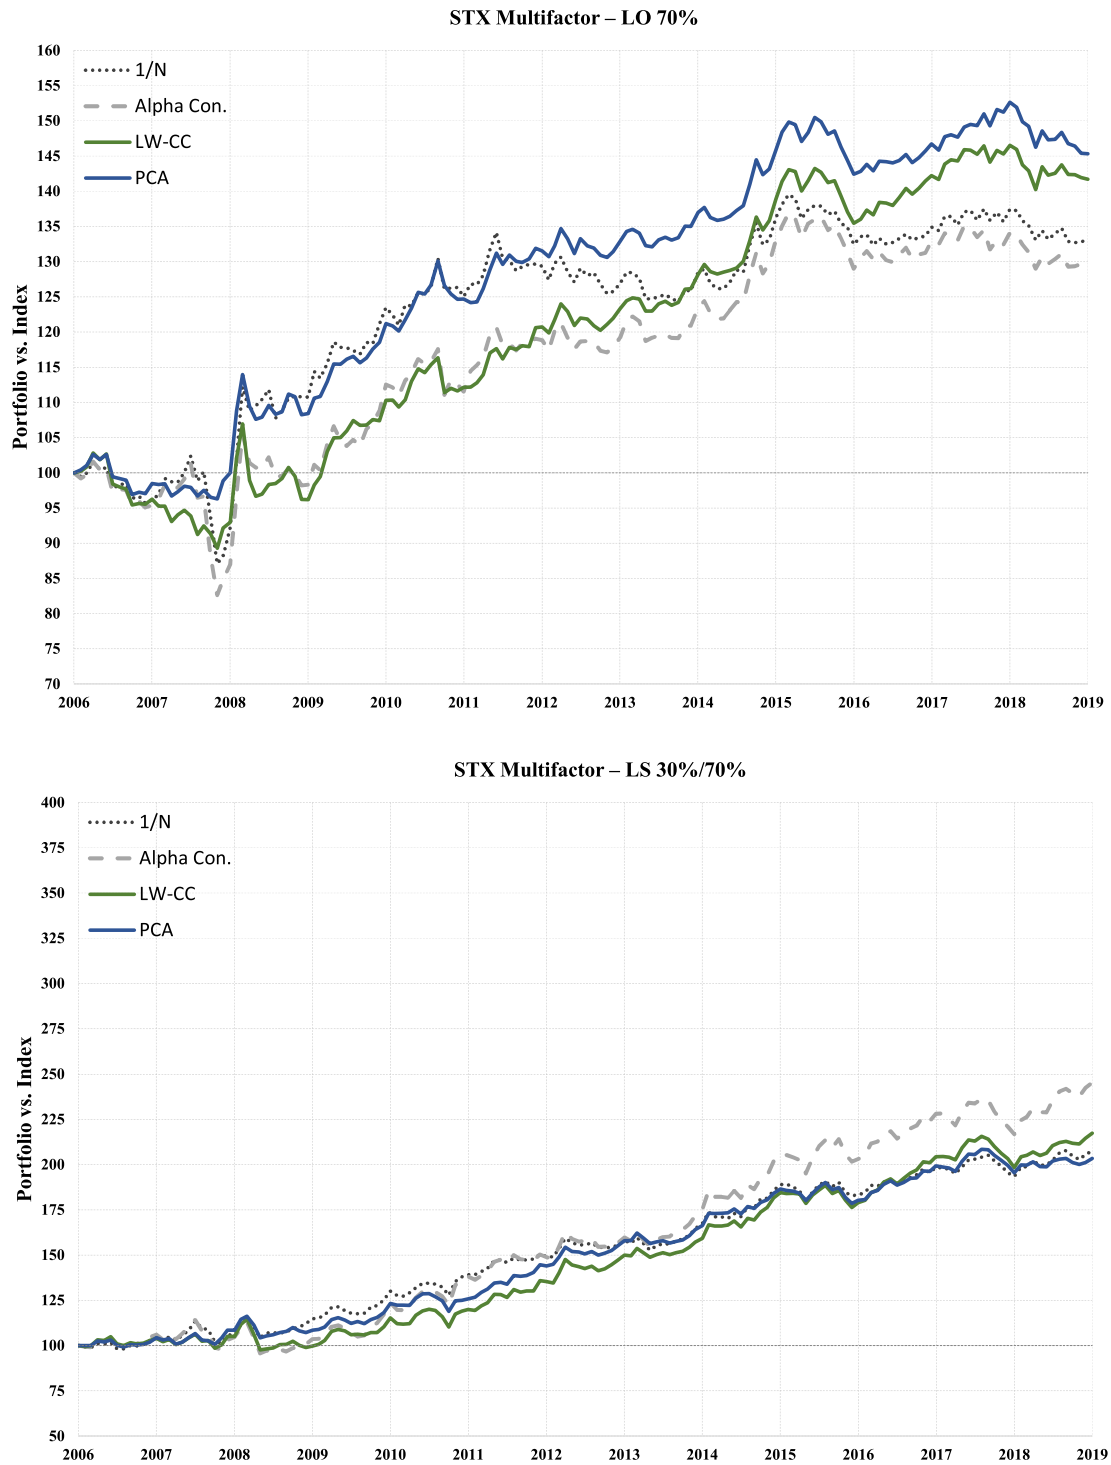 STX Multifactor – LO 70%
160
155
150
145
140
135
130
125
120
115
110
105
100
95
90
85
80
75
70
Portfolio vs. Index
1/N
Alpha Con.
LW-CC
PCA
2006 2007 2008 2009 2010 2011 2012 2013 2014 2015 2016 2017 2018 2019
STX Multifactor – LS 30%/70%
400
375
350
325
300
275
250
225
200
175
150
125
100
75
50
Portfolio vs. Index
1/N
Alpha Con.
LW-CC
PCA
2006 2007 2008 2009 2010 2011 2012 2013 2014 2015 2016 2017 2018 2019